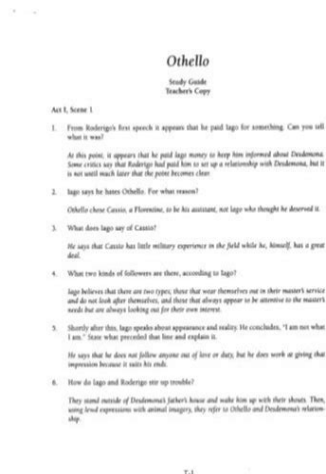 Othello
Study Guide
Teacher's Copy
Act I, Scene 1
1. From Roderigo's first speech it appears that he paid Iago for something. Can you tell
what it was?
At this point, it appears that he paid Iago money to keep him informed about Desdemona.
Some critics say that Roderigo had paid him to set up a relationship with Desdemona, but it
is not until much later that the point becomes clear.
2. Iago says he hates Othello. For what reason?
Othello chose Cassio, a Florentine, to be his assistant, not Iago who thought he deserved it.
3. What does Iago say of Cassio?
He says that Cassio has little military experience in the field while he, himself, has a great
deal.
4. What two kinds of followers are there, according to Iago?
Iago believes that there are two types; those that wear themselves out in their master's service
and do not look after themselves, and those that always appear to be attentive to the master's
needs but are always looking out for their own interest.
5. Shortly after this, Iago speaks about appearance and reality. He concludes, "I am not what
I am." State what preceded that line and explain it.
He says that he does not follow anyone out of love or duty, but he does work at giving that
impression because it suits his ends.
6. How do Iago and Roderigo stir up trouble?
They stand outside of Desdemona's father's house and wake him up with their shouts. Then,
using lewd expressions with animal imagery, they refer to Othello and Desdemona's relation-
ship.
T-1